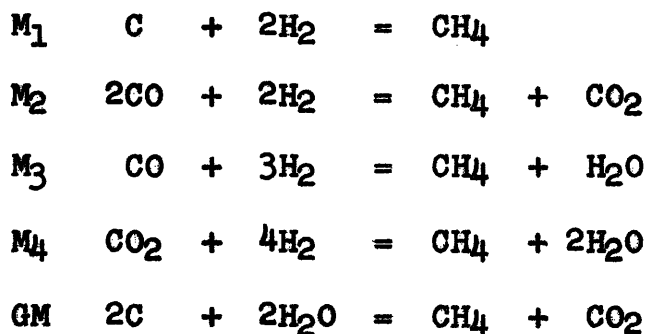 M₁ C + 2H₂ = CH₄
M₂ 2CO + 2H₂ = CH₄ + CO₂
M₃ CO + 3H₂ = CH₄ + H₂O
M₄ CO₂ + 4H₂ = CH₄ + 2H₂O
GM 2C + 2H₂O = CH₄ + CO₂